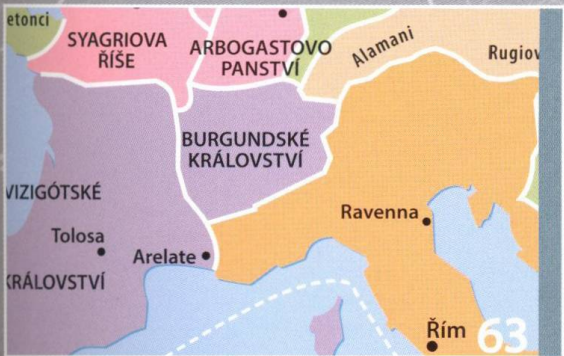 etonci
SYAGRIOVA
ŘÍŠE
ARBOGASTOVO
PANSTVÍ
Alamani
Rugiov
BURGUNDSKÉ
KRÁLOVSTVÍ
VIZIGÓTSKÉ
KRÁLOVSTVÍ
Tolosa
Arelate
Ravenna
Řím
63